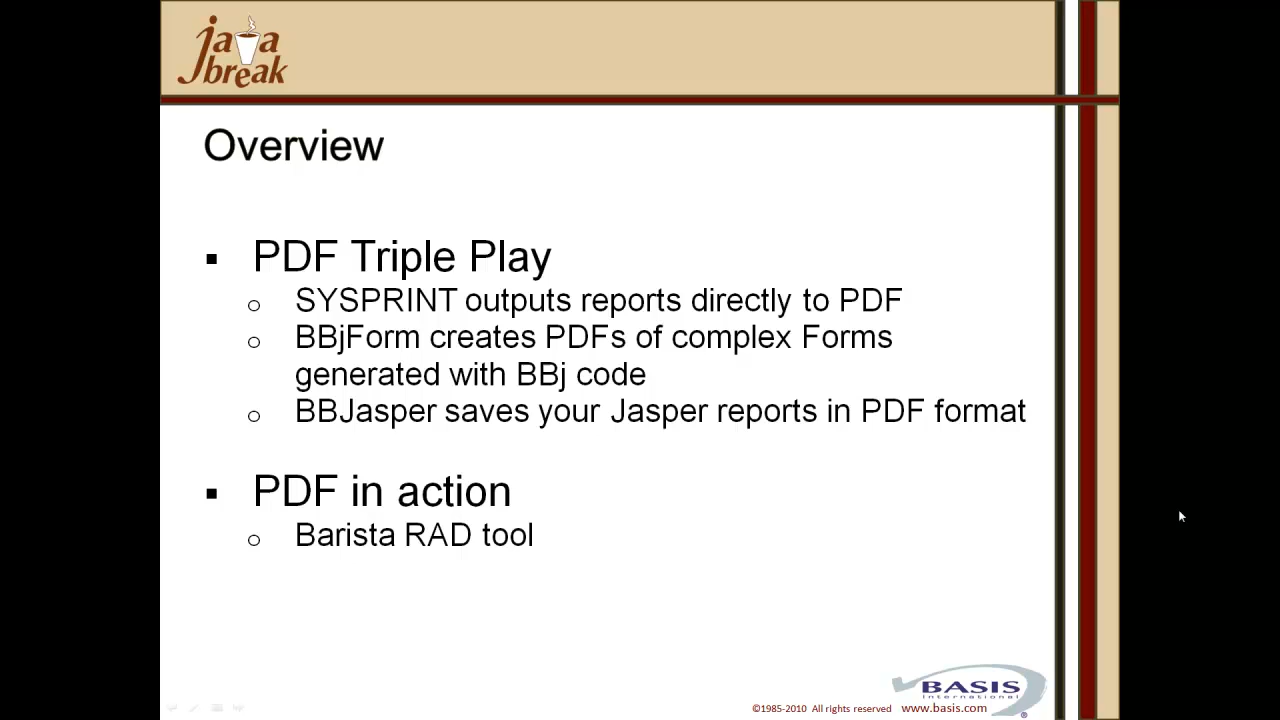 java
break
Overview
PDF Triple Play
SYSPRINT outputs reports directly to PDF
BBjForm creates PDFs of complex Forms
generated with BBj code
BBJasper saves your Jasper reports in PDF format
PDF in action
Barista RAD tool
BASIS
International
®
©1985-2010 All rights reserved www.basis.com